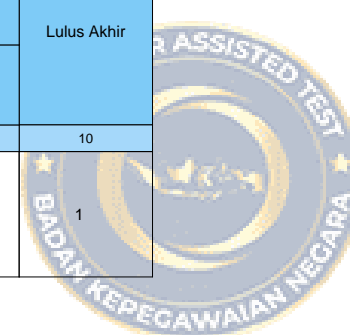 Lulus Akhir
R ASSISTED TEST
10
1
BADAN KEPEGAWAIAN NEGARA